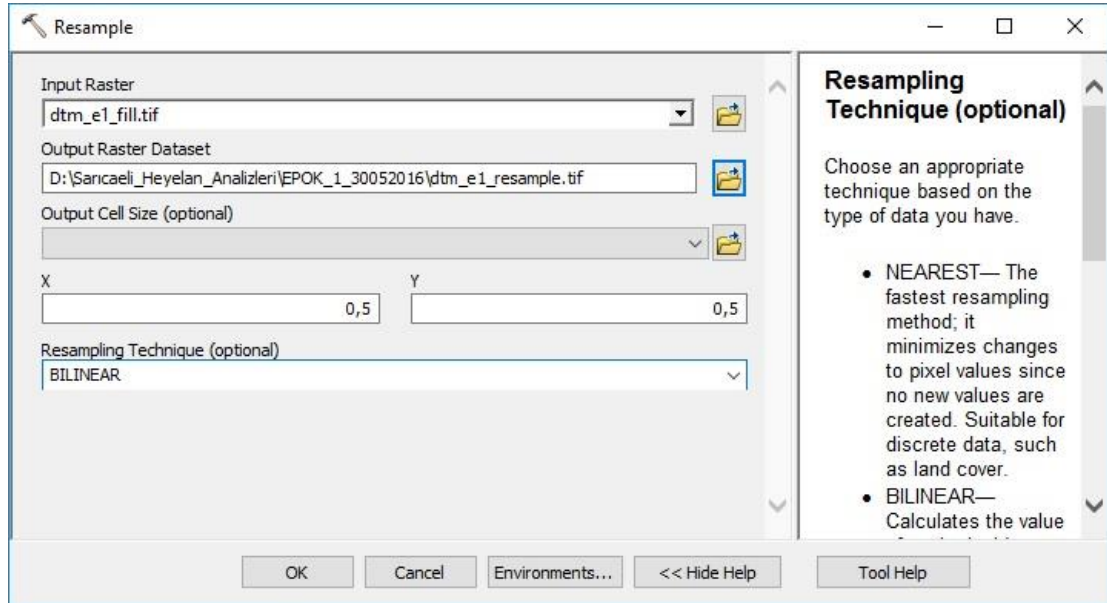 Resample
Input Raster
dtm_e1_fill.tif
Output Raster Dataset
D:\Sarıcaeli_Heyelan_Analizleri\EPOK_1_30052016\dtm_e1_resample.tif
Output Cell Size (optional)
X Y
0,5 0,5
Resampling Technique (optional)
BILINEAR
Resampling
Technique (optional)
Choose an appropriate
technique based on the
type of data you have.
• NEAREST— The
fastest resampling
method; it
minimizes changes
to pixel values since
no new values are
created. Suitable for
discrete data, such
as land cover.
• BILINEAR—
Calculates the value
OK Cancel Environments... << Hide Help Tool Help